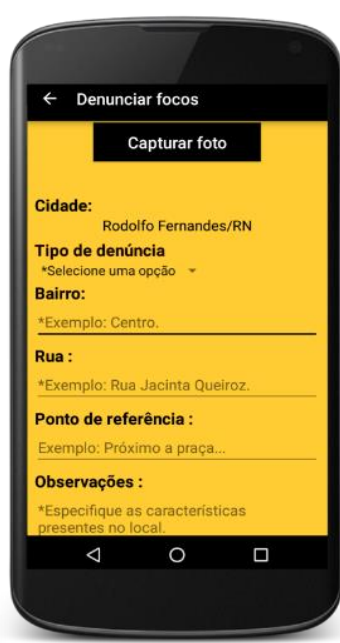 Denunciar focos
Capturar foto
Cidade:
Rodolfo Fernandes/RN
Tipo de denúncia
*Selecione uma opção
Bairro:
*Exemplo: Centro.
Rua :
*Exemplo: Rua Jacinta Queiroz.
Ponto de referência :
Exemplo: Próximo a praça...
Observações :
*Especifique as características
presentes no local.